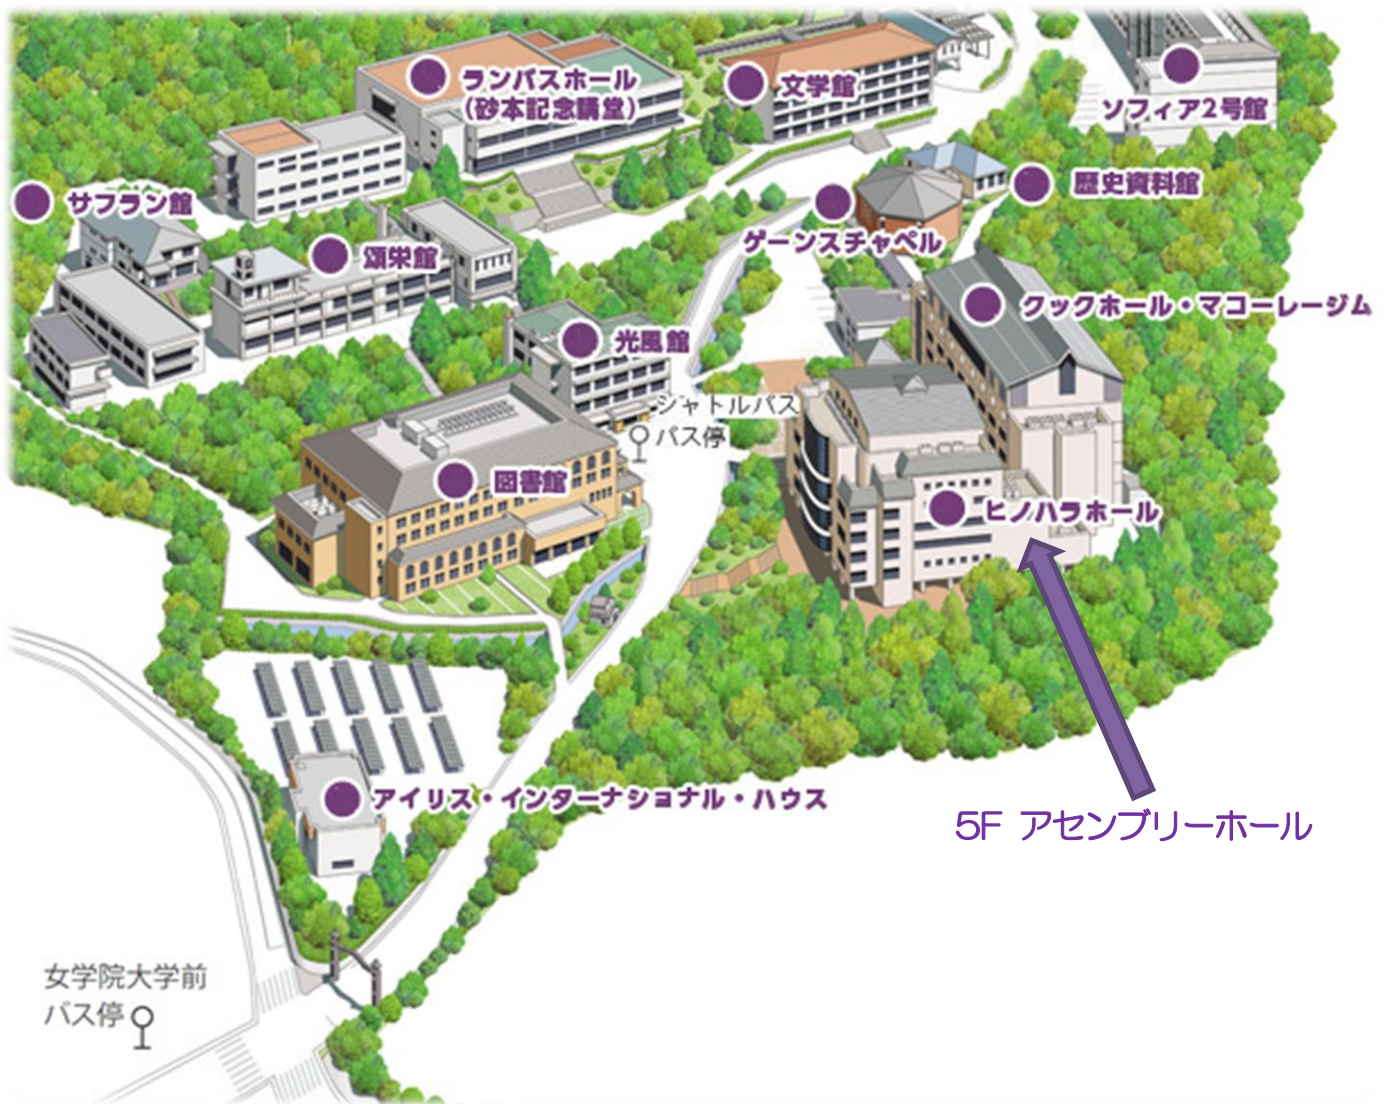 ランバスホール
(砂本記念講堂)
文学館
ソフィア2号館
サフラン館
歴史資料館
ゲーンスチャペル
頌栄館
クックホール・マコーレージム
光風館
シャトルバス
バス停
図書館
ヒノハラホール
アイリス・インターナショナル・ハウス
5F アセンブリーホール
女学院大学前
バス停